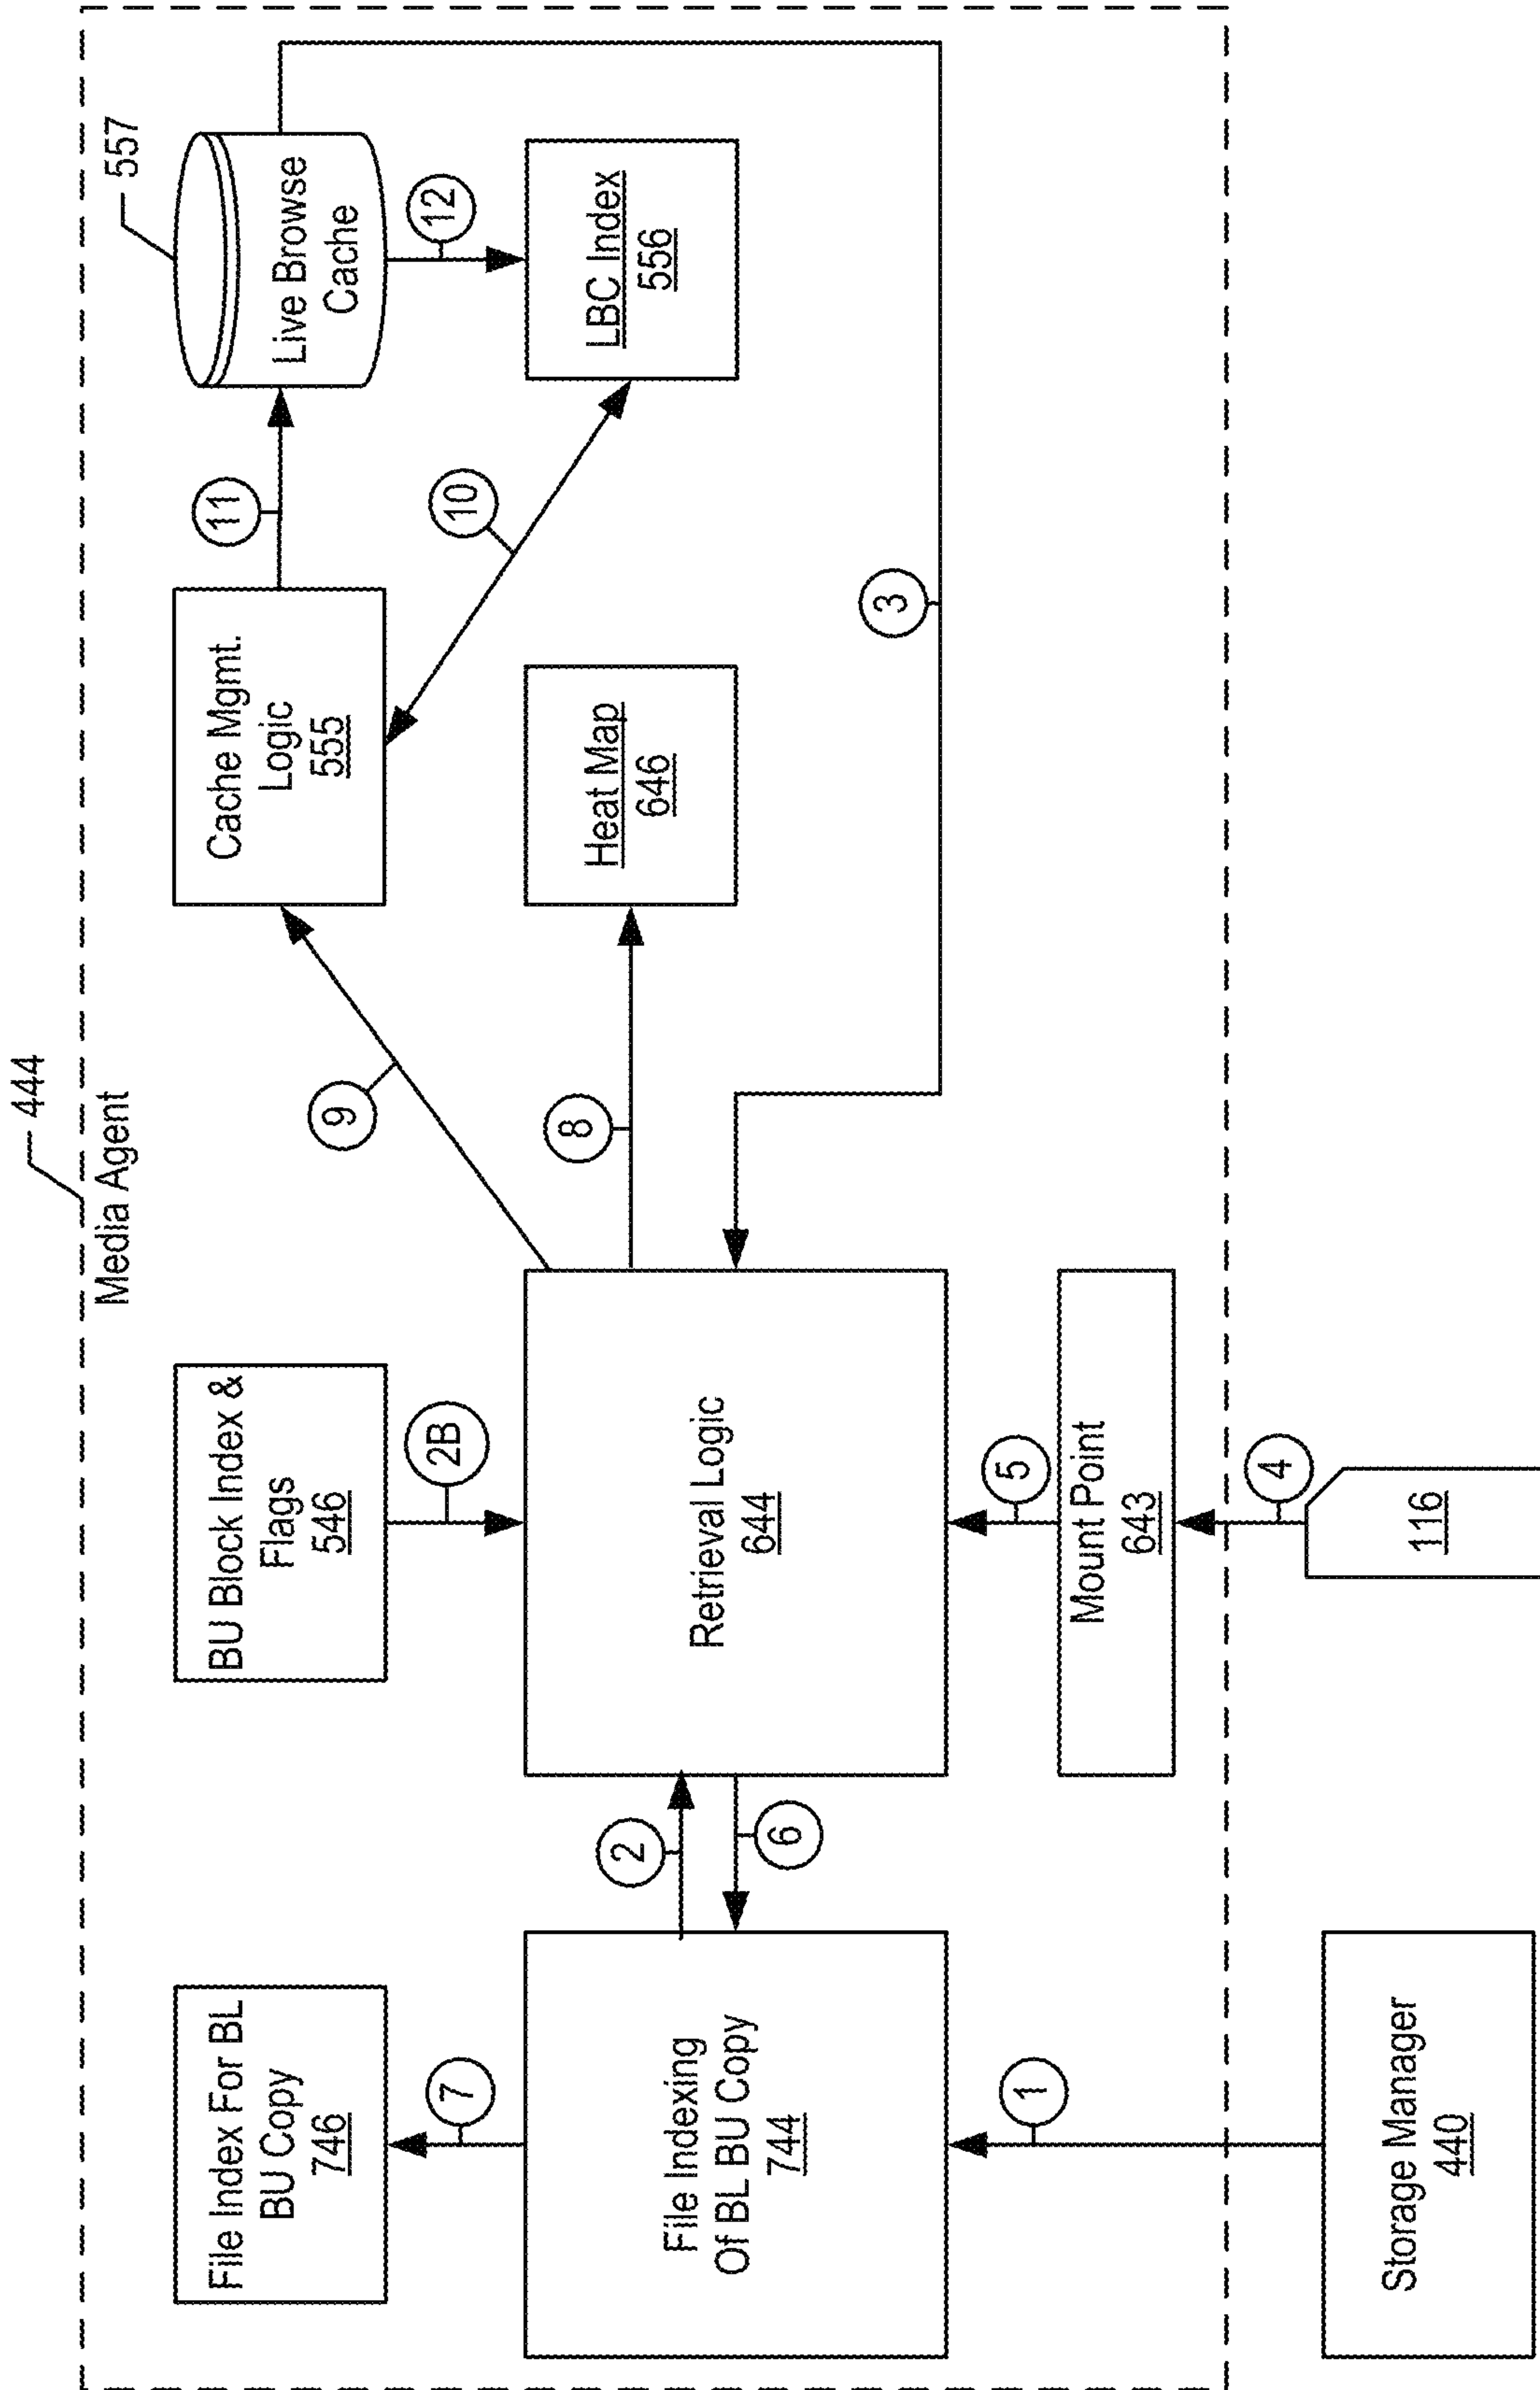 444
Media Agent
File Index For BL
BU Copy
746
BU Block Index &
Flags
546
Cache Mgmt.
Logic
555
557
Live Browse
Cache
7
2B
9
11
10
12
File Indexing
Of BL BU Copy
744
2
6
Retrieval Logic
644
8
Heat Map
646
LBC Index
556
3
1
5
Mount Point
643
4
Storage Manager
440
116